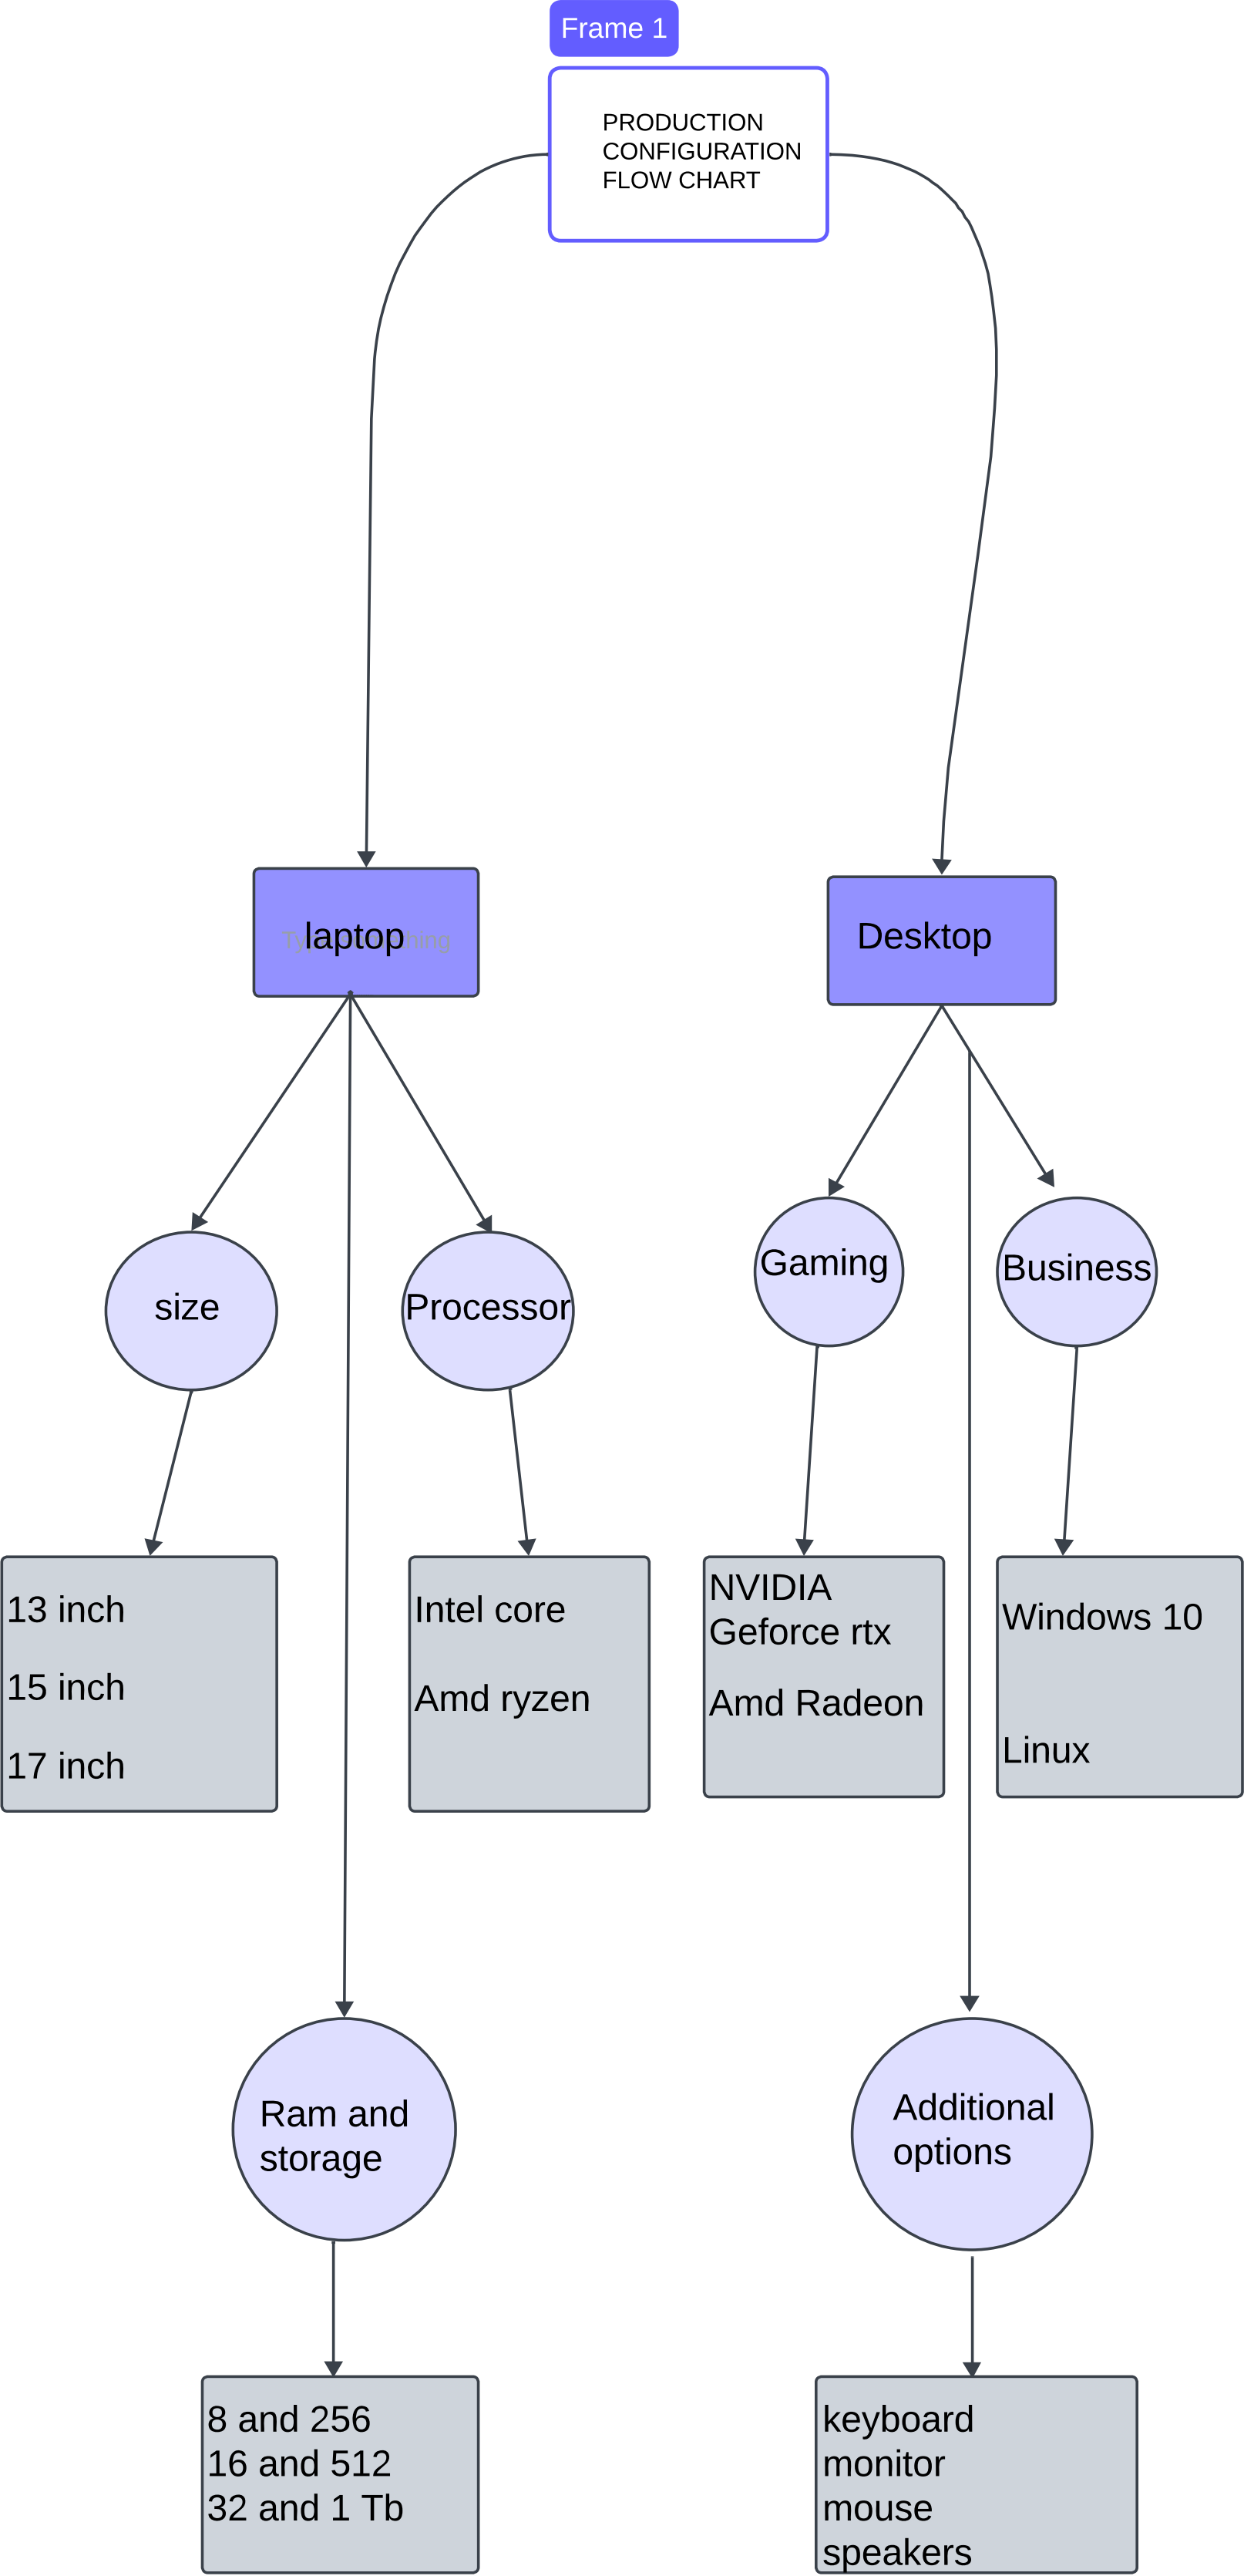 Frame 1
PRODUCTION
CONFIGURATION
FLOW CHART
laptop
Desktop
size
Processor
Gaming
Business
13 inch
15 inch
17 inch
Intel core
Amd ryzen
NVIDIA
Geforce rtx
Amd Radeon
Windows 10
Linux
Ram and
storage
Additional
options
8 and 256
16 and 512
32 and 1 Tb
keyboard
monitor
mouse
speakers